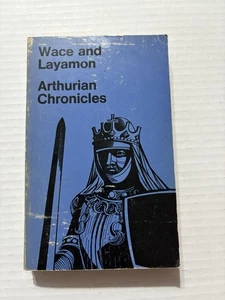 Wace and
Layamon
Arthurian
Chronicles